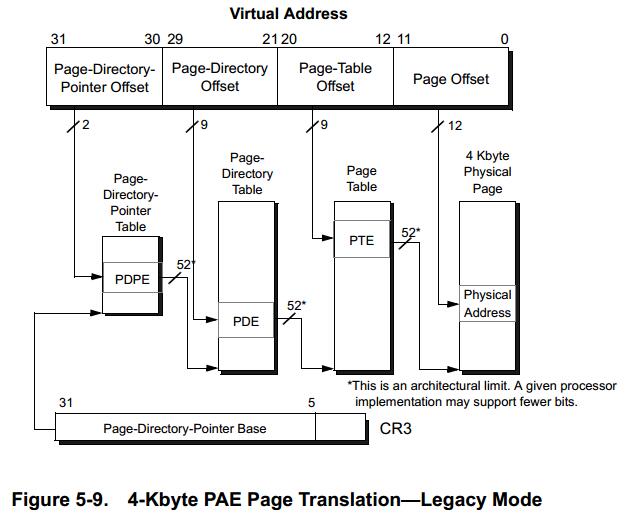 Virtual Address
31 30 29 21 20 12 11 0
Page-Directory-
Pointer Offset
Page-Directory
Offset
Page-Table
Offset
Page Offset
2
9
9
12
Page-
Directory-
Pointer
Table
Page-
Directory
Table
Page
Table
4 Kbyte
Physical
Page
PDPE
52*
PDE
52*
PTE
52*
Physical
Address
*This is an architectural limit. A given processor
implementation may support fewer bits.
31 5
Page-Directory-Pointer Base
CR3
Figure 5-9. 4-Kbyte PAE Page Translation—Legacy Mode